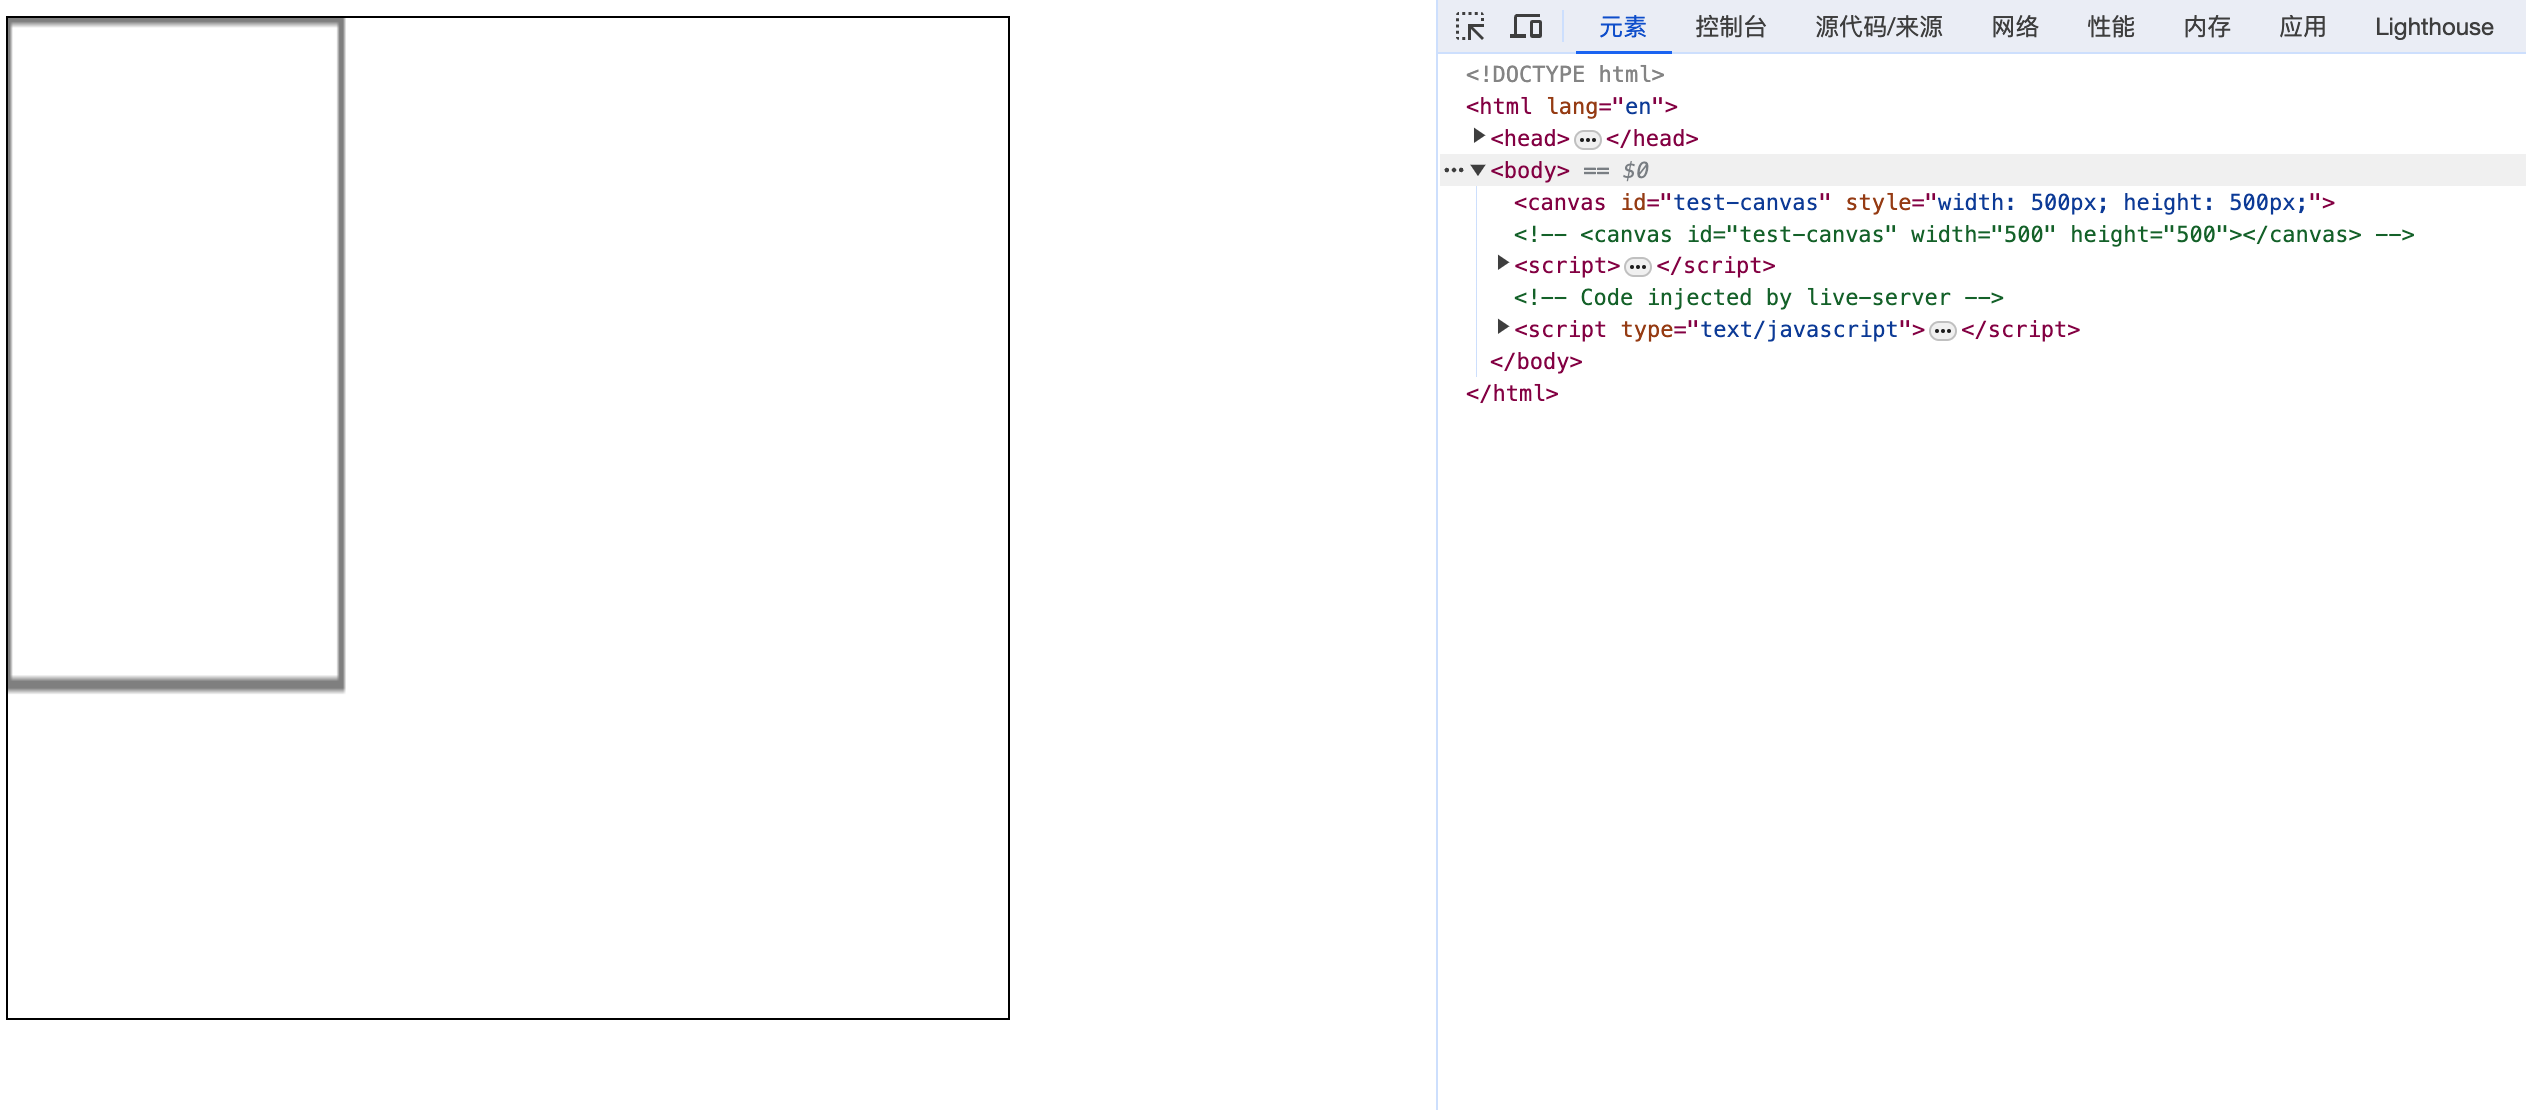 元素 控制台 源代码/来源 网络 性能 内存 应用 Lighthouse
<!DOCTYPE html>
<html lang="en">
<head> ••• </head>
••• <body> == $0
<canvas id="test-canvas" style="width: 500px; height: 500px;">
<!-- <canvas id="test-canvas" width="500" height="500"></canvas> -->
<script> ••• </script>
<!-- Code injected by live-server -->
<script type="text/javascript"> ••• </script>
</body>
</html>